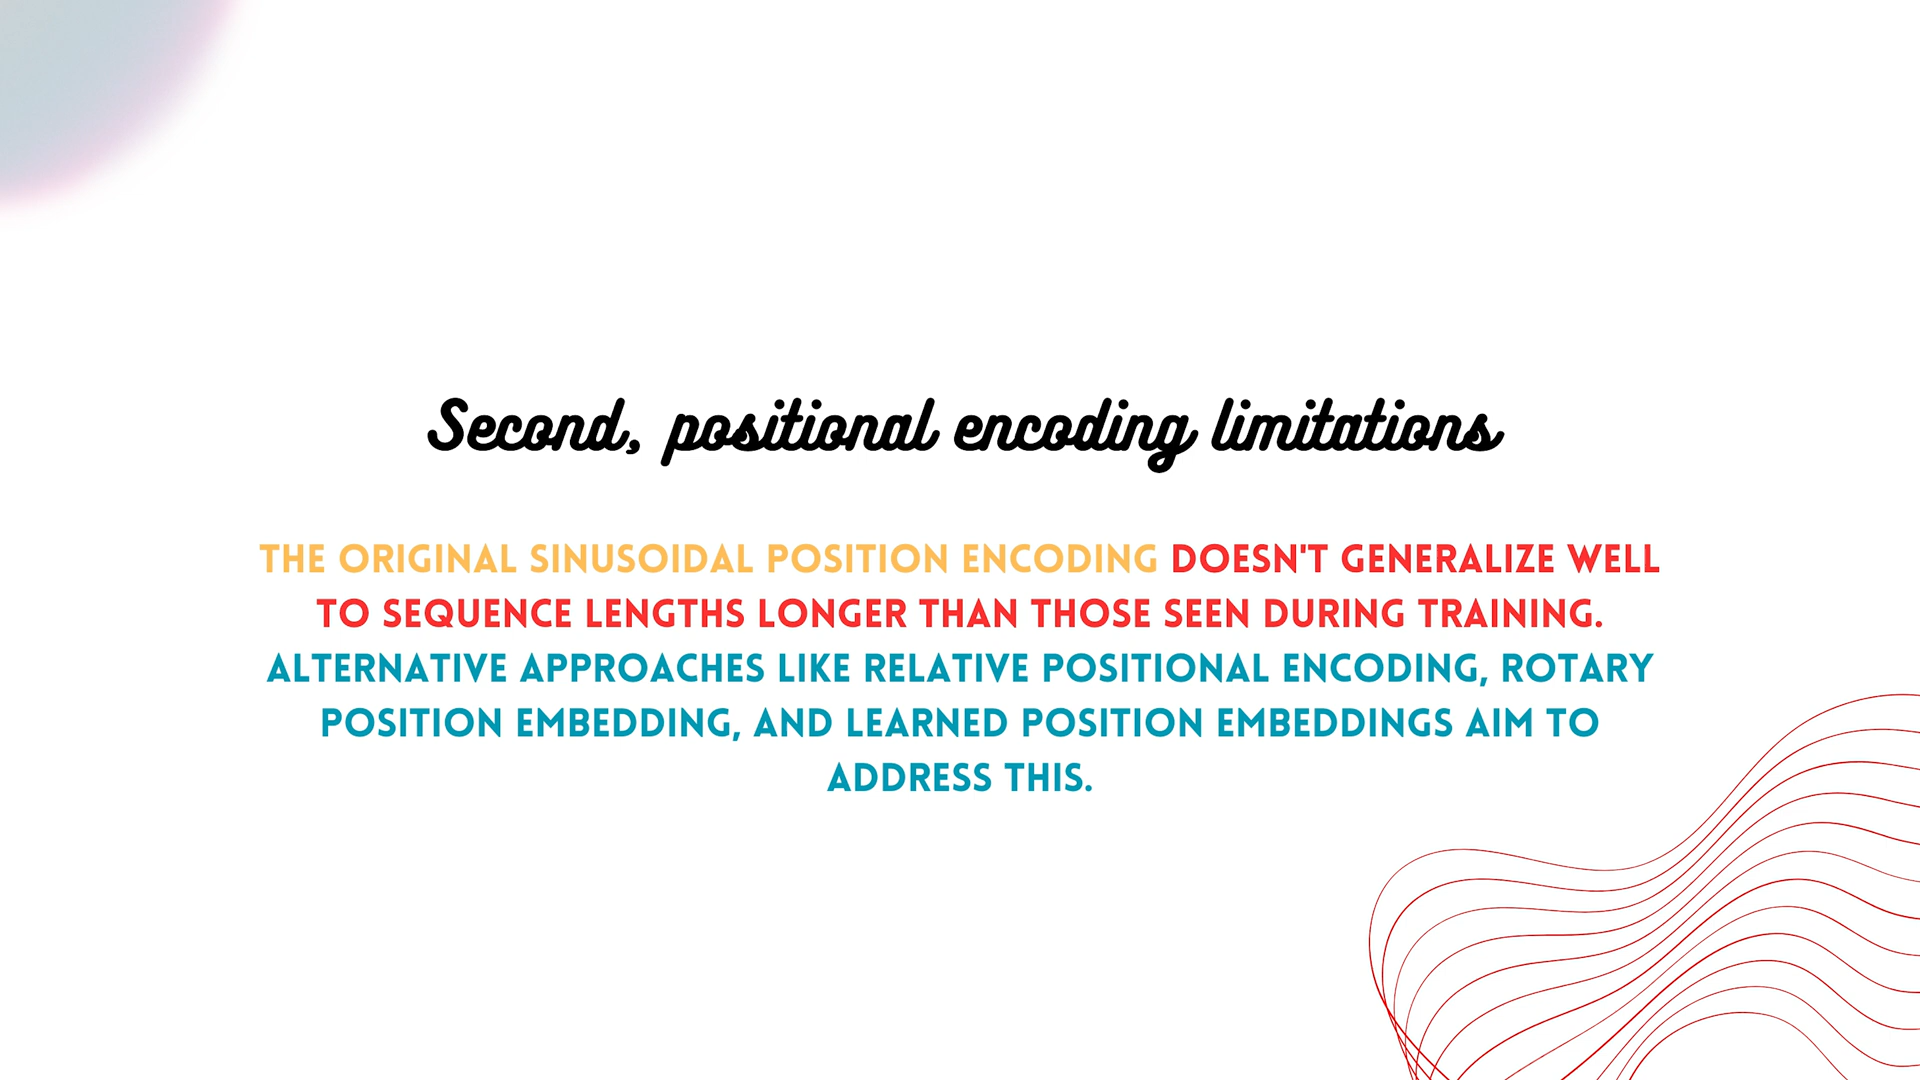 Second, positional encoding limitations
THE ORIGINAL SINUSOIDAL POSITION ENCODING DOESN'T GENERALIZE WELL
TO SEQUENCE LENGTHS LONGER THAN THOSE SEEN DURING TRAINING.
ALTERNATIVE APPROACHES LIKE RELATIVE POSITIONAL ENCODING, ROTARY
POSITION EMBEDDING, AND LEARNED POSITION EMBEDDINGS AIM TO
ADDRESS THIS.